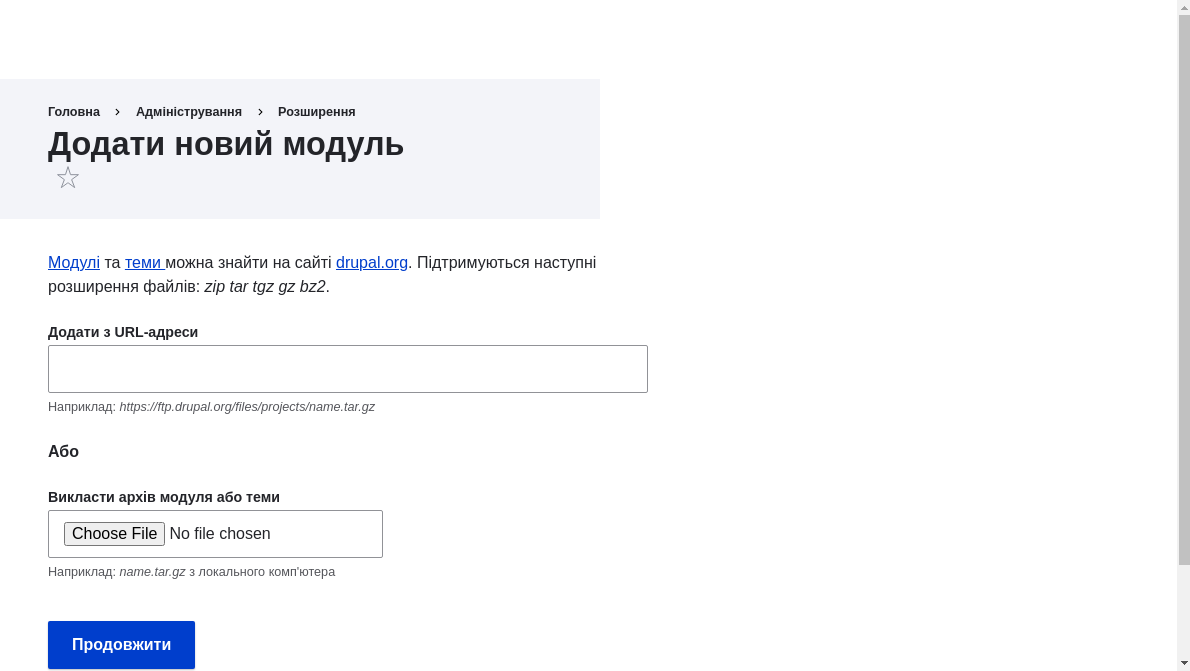 Головна › Адміністрування › Розширення
Додати новий модуль
Модулі та теми можна знайти на сайті drupal.org. Підтримуються наступні
розширення файлів: zip tar tgz gz bz2.
Додати з URL-адреси
Наприклад: https://ftp.drupal.org/files/projects/name.tar.gz
Або
Викласти архів модуля або теми
Choose File No file chosen
Наприклад: name.tar.gz з локального комп'ютера
Продовжити